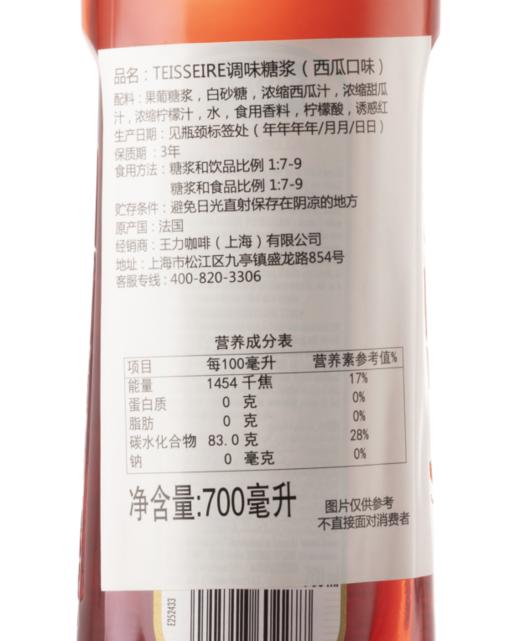 品名：TEISSEIRE调味糖浆（西瓜口味）
配料：果葡糖浆，白砂糖，浓缩西瓜汁，浓缩甜瓜
汁，浓缩柠檬汁，水，食用香料，柠檬酸，诱惑红
生产日期：见瓶颈标签处（年年年年/月月/日日）
保质期：3年
食用方法：糖浆和饮品比例 1:7-9
糖浆和食品比例 1:7-9
贮存条件：避免日光直射保存在阴凉的地方
原产国：法国
经销商：王力咖啡（上海）有限公司
地址：上海市松江区九亭镇盛龙路854号
客服专线：400-820-3306
营养成分表
项目 每100毫升 营养素参考值%
能量 1454 千焦 17%
蛋白质 0 克 0%
脂肪 0 克 0%
碳水化合物 83.0 克 28%
钠 0 毫克 0%
净含量:700毫升
图片仅供参考
不直接面对消费者
E252433